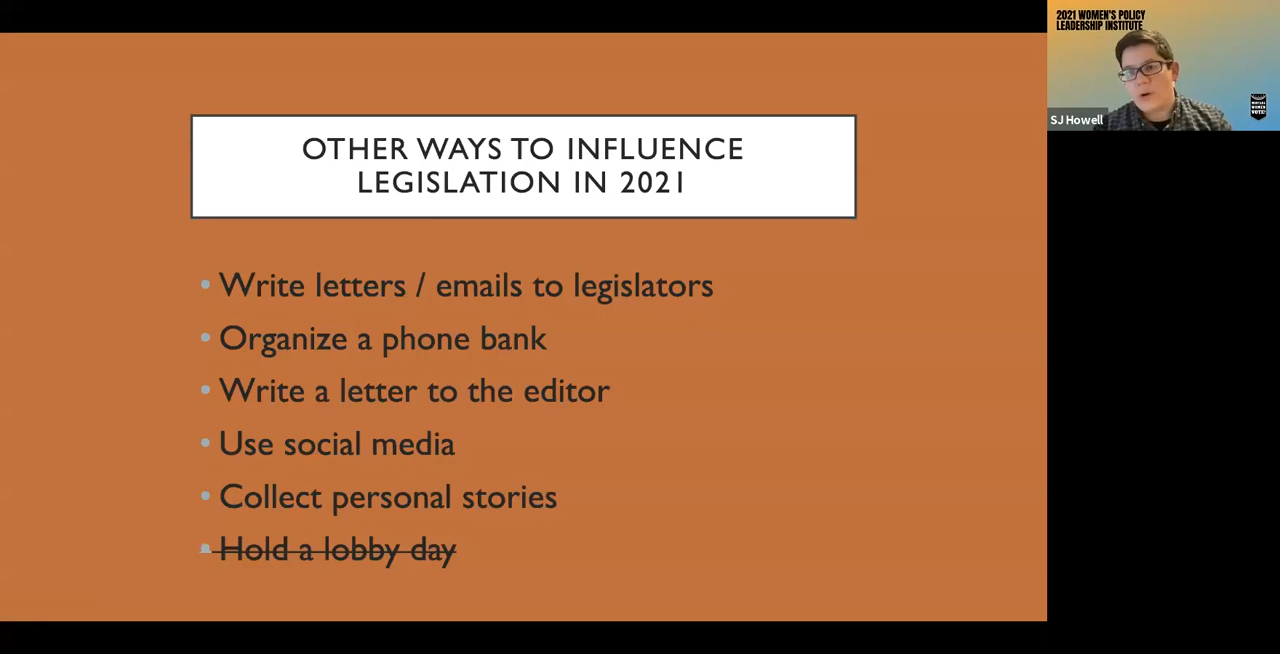 2021 WOMEN'S POLICY
LEADERSHIP INSTITUTE
SJ Howell
OTHER WAYS TO INFLUENCE
LEGISLATION IN 2021
• Write letters / emails to legislators
• Organize a phone bank
• Write a letter to the editor
• Use social media
• Collect personal stories
• Hold a lobby day